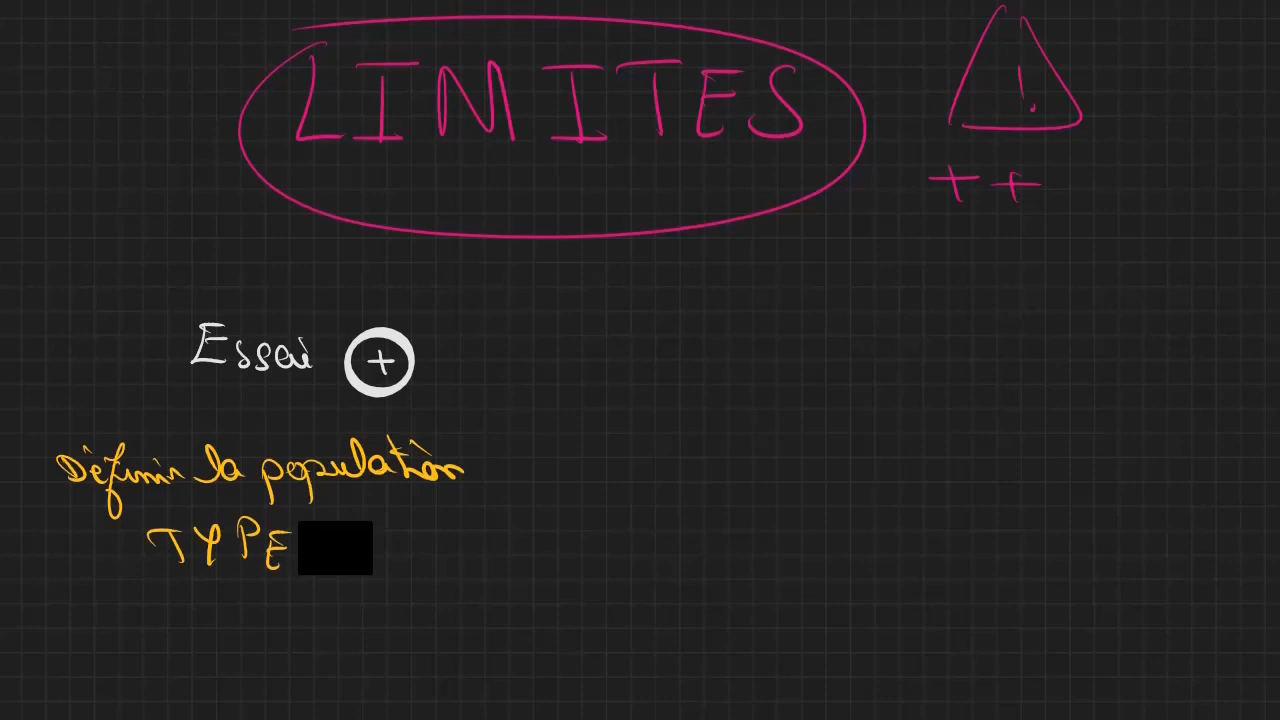 LIMITES
!
++
Essai +
Définir la population
TYPE